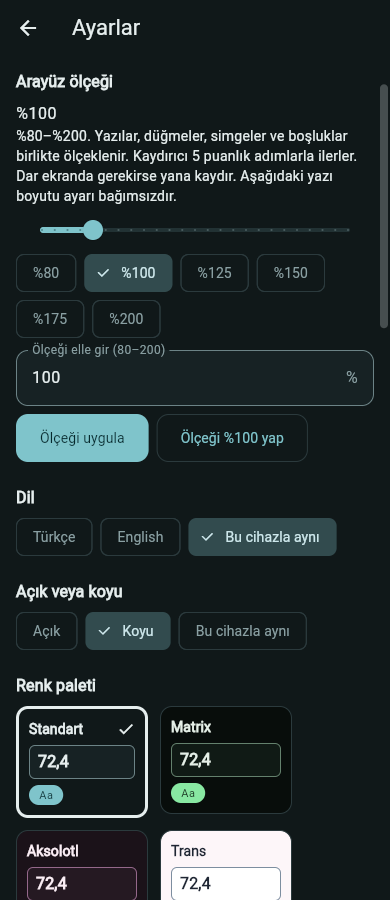 Ayarlar
Arayüz ölçeği
%100
%80–%200. Yazılar, düğmeler, simgeler ve boşluklar
birlikte ölçeklenir. Kaydırıcı 5 puanlık adımlarla ilerler.
Dar ekranda gerekirse yana kaydır. Aşağıdaki yazı
boyutu ayarı bağımsızdır.
%80 %100 %125 %150
%175 %200
Ölçeği elle gir (80–200)
100 %
Ölçeği uygula Ölçeği %100 yap
Dil
Türkçe English Bu cihazla aynı
Açık veya koyu
Açık Koyu Bu cihazla aynı
Renk paleti
Standart Matrix
72,4 72,4
Aa Aa
Aksolotl Trans
72,4 72,4